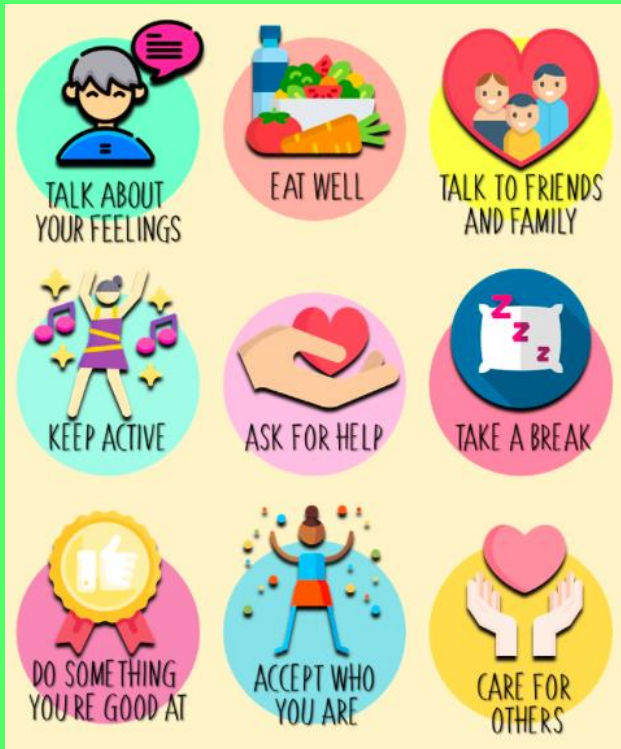 TALK ABOUT
YOUR FEELINGS
EAT WELL
TALK TO FRIENDS
AND FAMILY
KEEP ACTIVE
ASK FOR HELP
Z
Z
Z
TAKE A BREAK
DO SOMETHING
YOU'RE GOOD AT
ACCEPT WHO
YOU ARE
CARE FOR
OTHERS